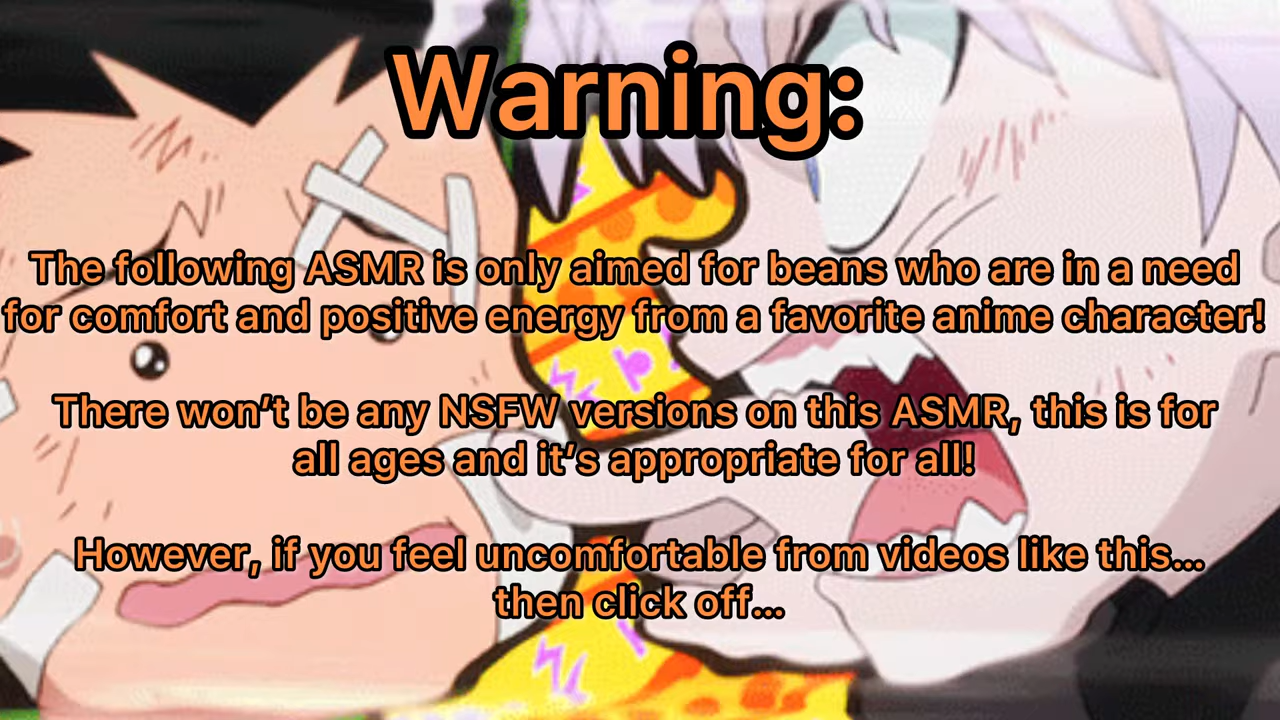 Warning:
The following ASMR is only aimed for beans who are in a need
for comfort and positive energy from a favorite anime character!
There won’t be any NSFW versions on this ASMR, this is for
all ages and it’s appropriate for all!
However, if you feel uncomfortable from videos like this...
then click off...